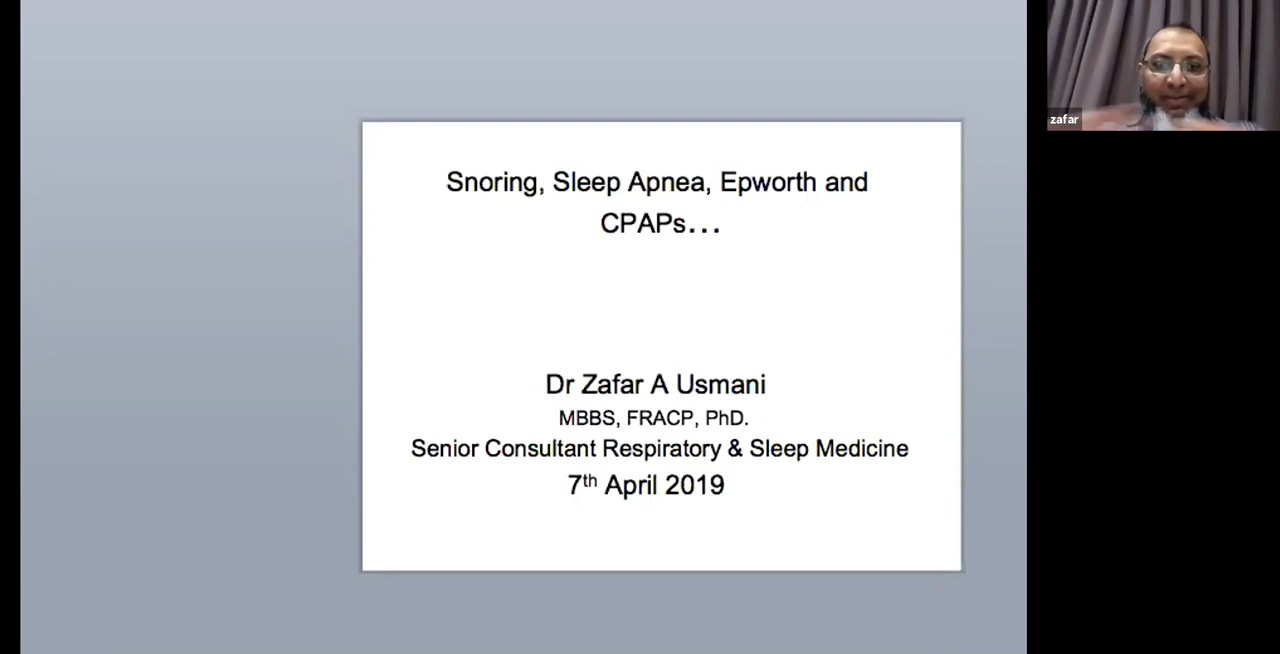 Snoring, Sleep Apnea, Epworth and
CPAPs...
Dr Zafar A Usmani
MBBS, FRACP, PhD.
Senior Consultant Respiratory & Sleep Medicine
7th April 2019
zafar